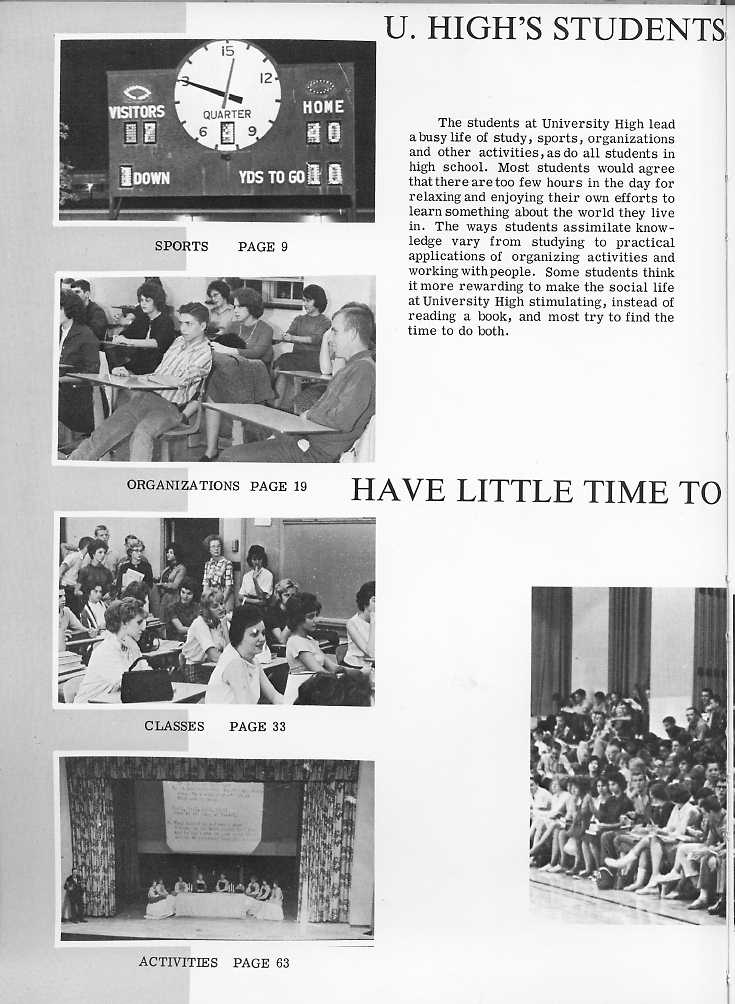 U. HIGH'S STUDENTS
15
12
3
VISITORS
HOME
QUARTER
6
9
DOWN
YDS TO GO
SPORTS PAGE 9
The students at University High lead
a busy life of study, sports, organizations
and other activities, as do all students in
high school. Most students would agree
that there are too few hours in the day for
relaxing and enjoying their own efforts to
learn something about the world they live
in. The ways students assimilate know-
ledge vary from studying to practical
applications of organizing activities and
working with people. Some students think
it more rewarding to make the social life
at University High stimulating, instead of
reading a book, and most try to find the
time to do both.
ORGANIZATIONS PAGE 19
HAVE LITTLE TIME TO
CLASSES PAGE 33
ACTIVITIES PAGE 63